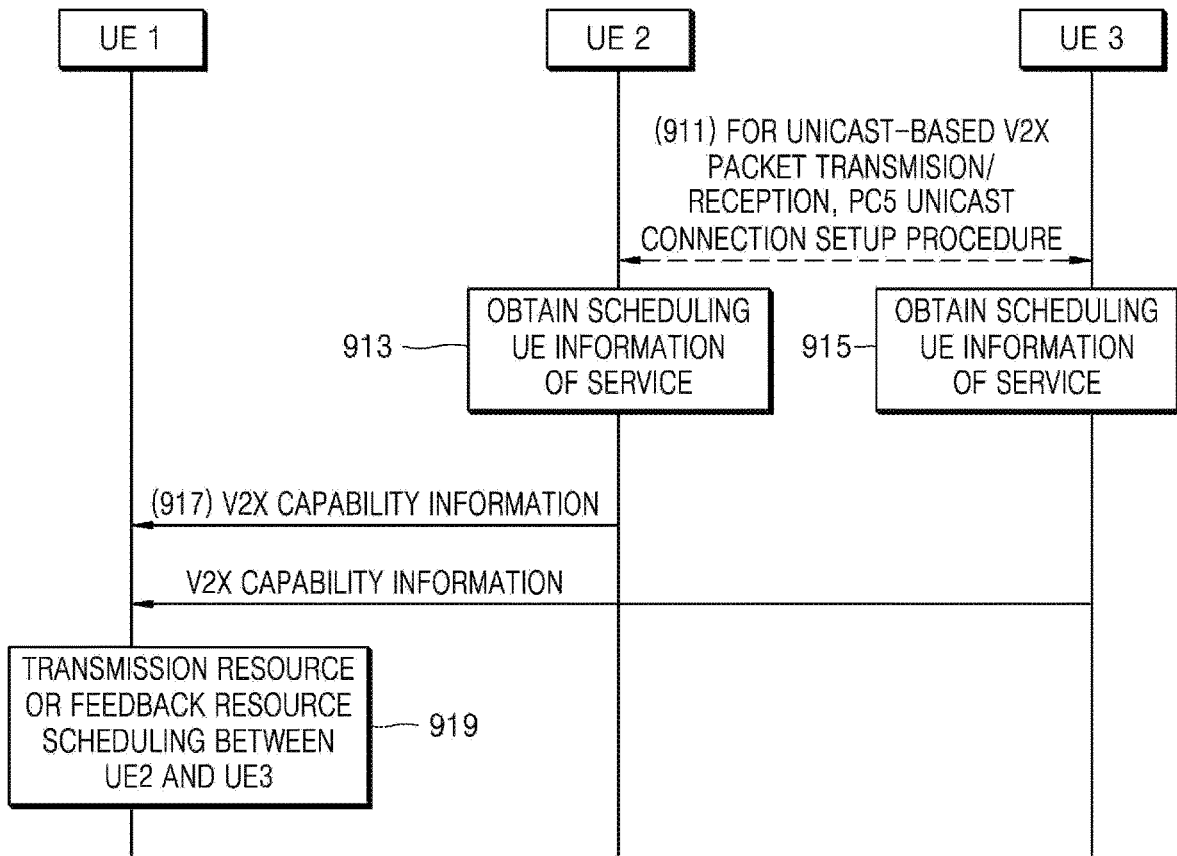 UE 1
UE 2
UE 3
(911) FOR UNICAST-BASED V2X
PACKET TRANSMISION/
RECEPTION, PC5 UNICAST
CONNECTION SETUP PROCEDURE
913
OBTAIN SCHEDULING
UE INFORMATION
OF SERVICE
915
OBTAIN SCHEDULING
UE INFORMATION
OF SERVICE
(917) V2X CAPABILITY INFORMATION
V2X CAPABILITY INFORMATION
TRANSMISSION RESOURCE
OR FEEDBACK RESOURCE
SCHEDULING BETWEEN
UE2 AND UE3
919